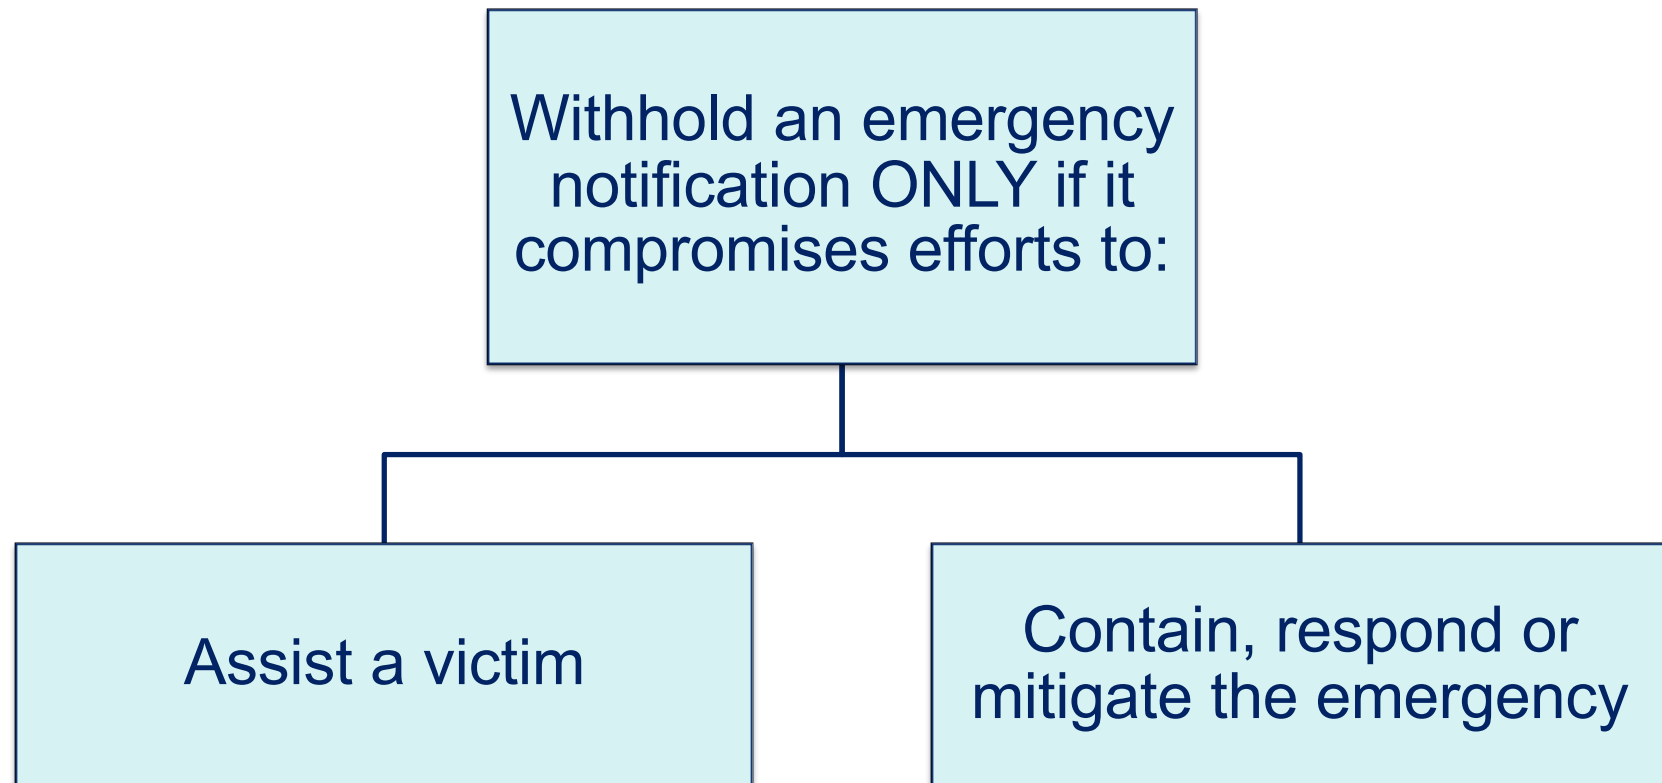 Withhold an emergency
notification ONLY if it
compromises efforts to:
Assist a victim
Contain, respond or
mitigate the emergency